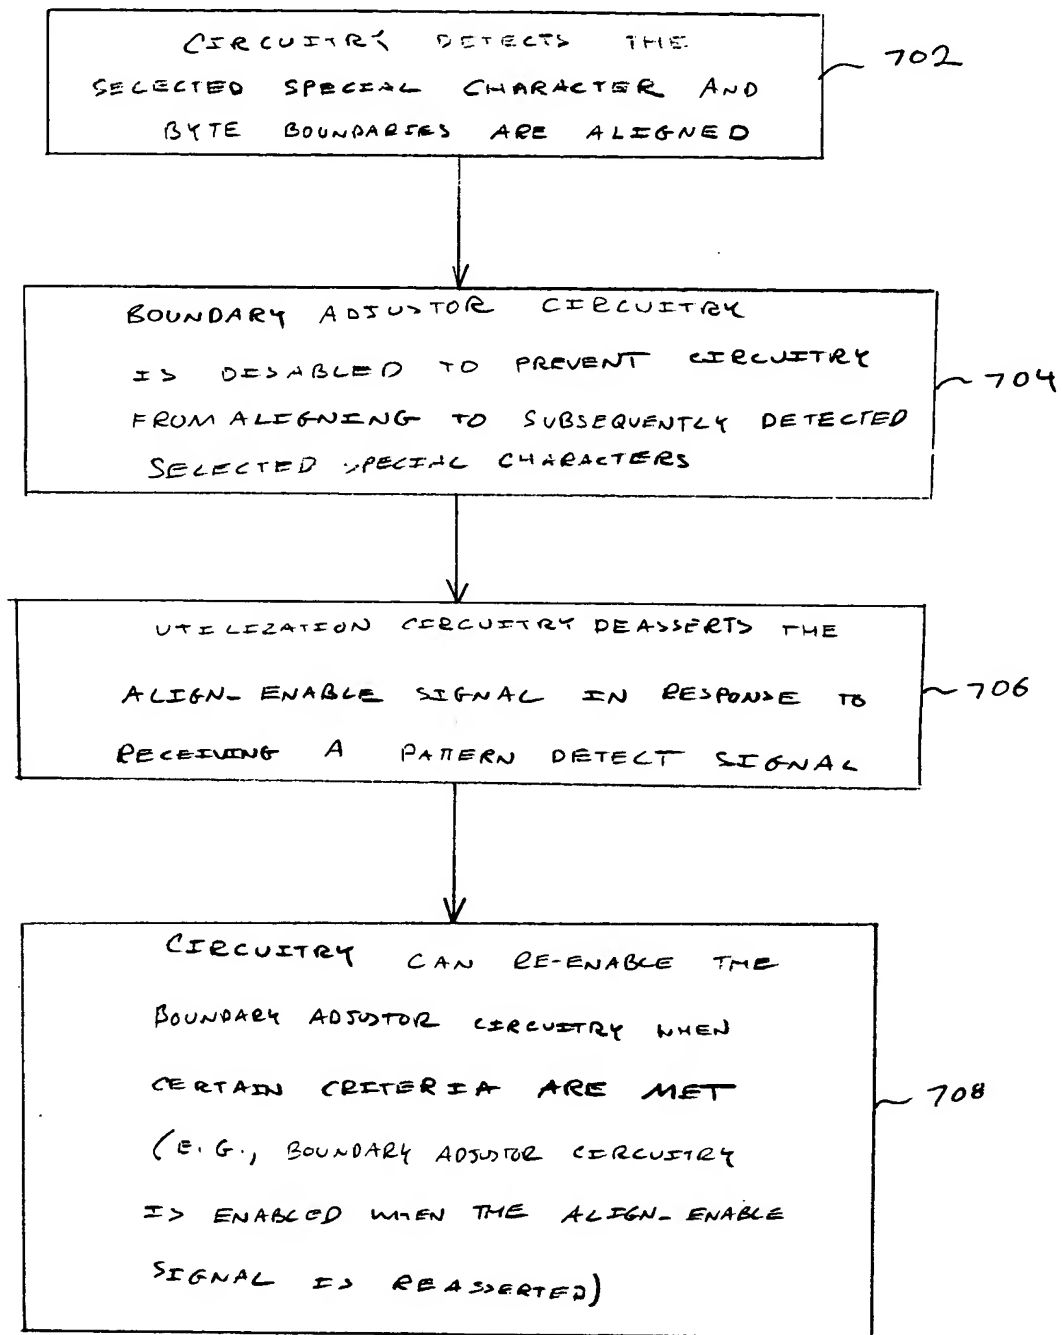 CIRCUITRY DETECTS THE
SELECTED SPECIAL CHARACTER AND
BYTE BOUNDARIES ARE ALIGNED
702
BOUNDARY ADJUSTOR CIRCUITRY
IS DISABLED TO PREVENT CIRCUITRY
FROM ALIGNING TO SUBSEQUENTLY DETECTED
SELECTED SPECIAL CHARACTERS
704
UTILIZATION CIRCUITRY DEASSERTS THE
ALIGN_ENABLE SIGNAL IN RESPONSE TO
RECEIVING A PATTERN DETECT SIGNAL
706
CIRCUITRY CAN RE-ENABLE THE
BOUNDARY ADJUSTOR CIRCUITRY WHEN
CERTAIN CRITERIA ARE MET
(E.G., BOUNDARY ADJUSTOR CIRCUITRY
IS ENABLED WHEN THE ALIGN_ENABLE
SIGNAL IS REASSERTED)
708